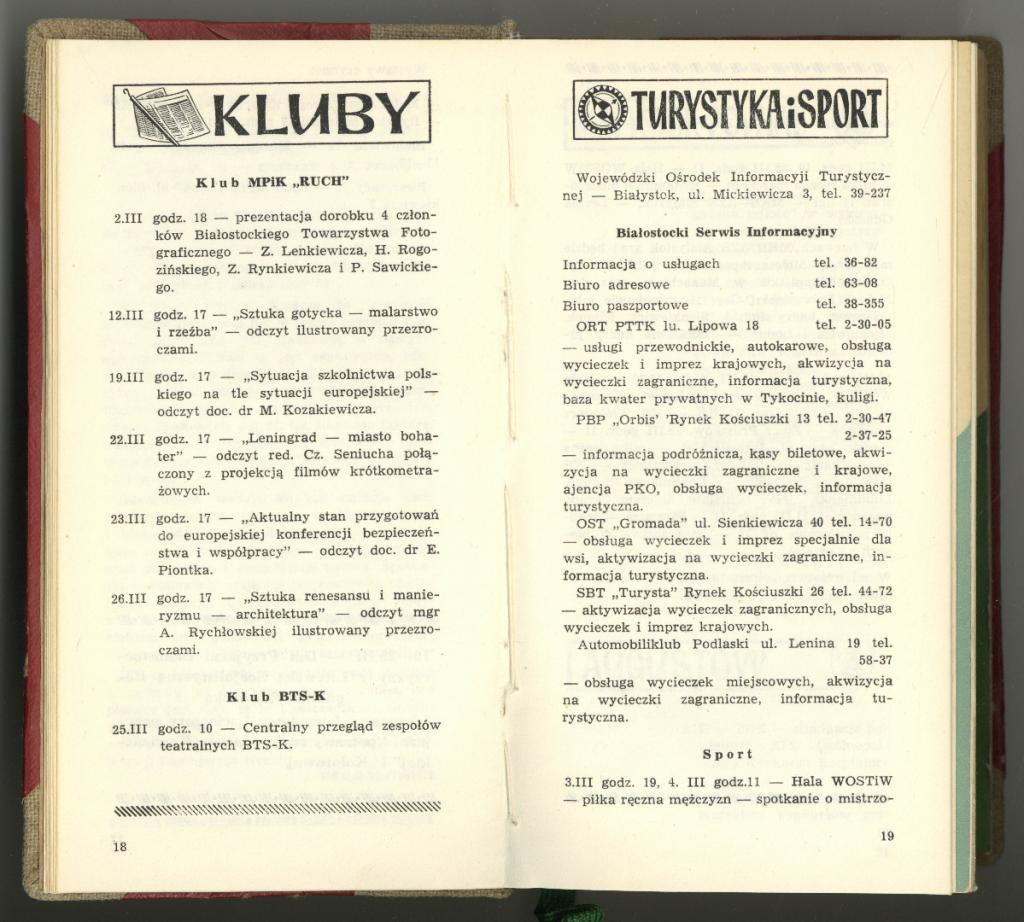 KLUBY
Klub MPiK „RUCH”
2.III godz. 18 — prezentacja dorobku 4 człon-
ków Białostockiego Towarzystwa Foto-
graficznego — Z. Lenkiewicza, H. Rogo-
zińskiego, Z. Rynkiewicza i P. Sawickie-
go.
12.III godz. 17 — „Sztuka gotycka — malarstwo
i rzeźba” — odczyt ilustrowany przezro-
czami.
19.III godz. 17 — „Sytuacja szkolnictwa pols-
kiego na tle sytuacji europejskiej” —
odczyt doc. dr M. Kozakiewicza.
22.III godz. 17 — „Leningrad — miasto boha-
ter” — odczyt red. Cz. Seniucha połą-
czony z projekcją filmów krótkometra-
żowych.
23.III godz. 17 — „Aktualny stan przygotowań
do europejskiej konferencji bezpieczeń-
stwa i współpracy” — odczyt doc. dr E.
Piontka.
26.III godz. 17 — „Sztuka renesansu i manie-
ryzmu — architektura” — odczyt mgr
A. Rychłowskiej ilustrowany przezro-
czami.
Klub BTS-K
25.III godz. 10 — Centralny przegląd zespołów
teatralnych BTS-K.
18
TURYSTYKA i SPORT
Wojewódzki Ośrodek Informacyji Turystycz-
nej — Białystok, ul. Mickiewicza 3, tel. 39-237
Białostocki Serwis Informacyjny
Informacja o usługach tel. 36-82
Biuro adresowe tel. 63-08
Biuro paszportowe tel. 38-355
ORT PTTK lu. Lipowa 18 tel. 2-30-05
— usługi przewodnickie, autokarowe, obsługa
wycieczek i imprez krajowych, akwizycja na
wycieczki zagraniczne, informacja turystyczna,
baza kwater prywatnych w Tykocinie, kuligi.
PBP „Orbis’ ’Rynek Kościuszki 13 tel. 2-30-47
2-37-25
— informacja podróżnicza, kasy biletowe, akwi-
zycja na wycieczki zagraniczne i krajowe,
ajencja PKO, obsługa wycieczek, informacja
turystyczna.
OST „Gromada” ul. Sienkiewicza 40 tel. 14-70
— obsługa wycieczek i imprez specjalnie dla
wsi, aktywizacja na wycieczki zagraniczne, in-
formacja turystyczna.
SBT „Turysta” Rynek Kościuszki 26 tel. 44-72
— aktywizacja wycieczek zagranicznych, obsługa
wycieczek i imprez krajowych.
Automobiliklub Podlaski ul. Lenina 19 tel.
58-37
— obsługa wycieczek miejscowych, akwizycja
na wycieczki zagraniczne, informacja tu-
rystyczna.
Sport
3.III godz. 19, 4. III godz.11 — Hala WOSTiW
— piłka ręczna mężczyzn — spotkanie o mistrzo-
19